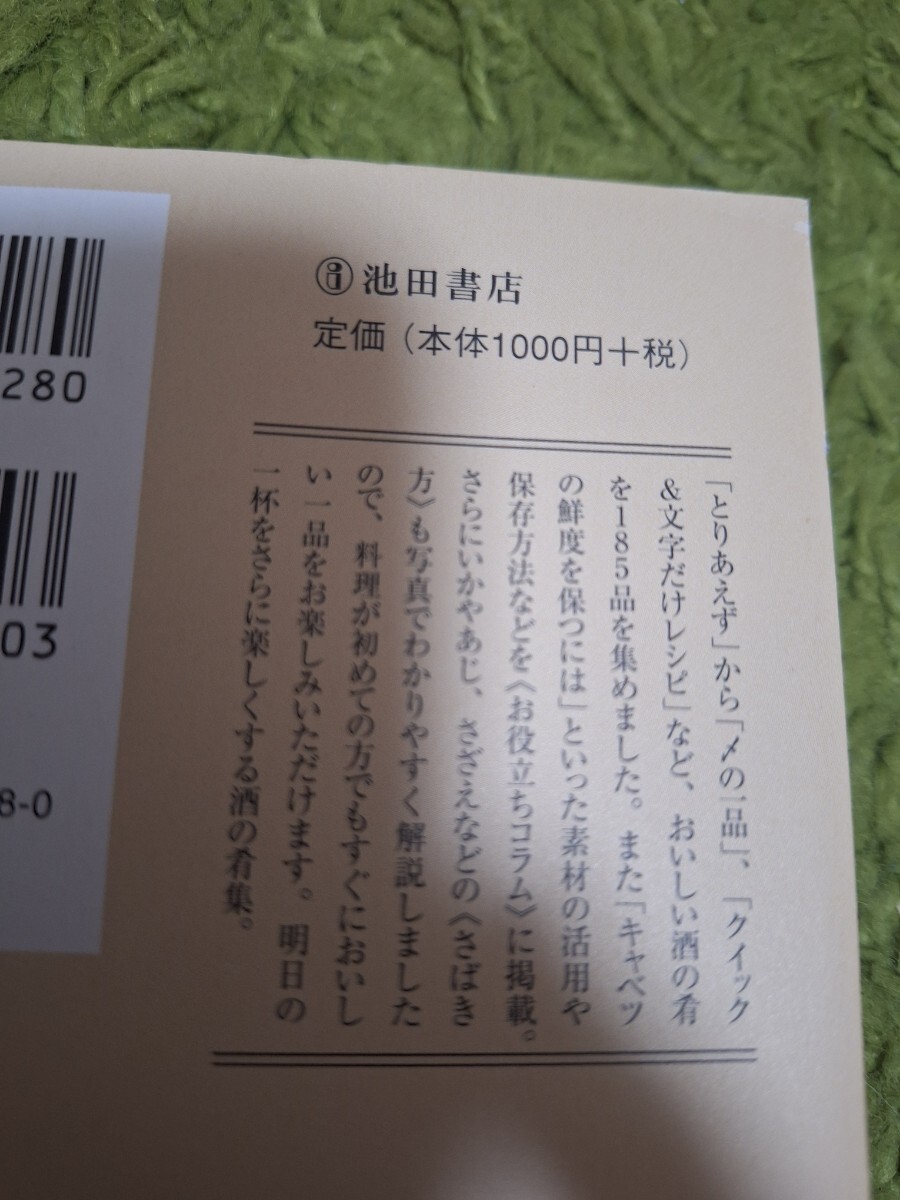 池田書店
定価（本体1000円＋税）
「とりあえず」から「〆の一品」、「クイック
&文字だけレシピ」など、おいしい酒の肴
を185品を集めました。また「キャベツ
の鮮度を保つには」といった素材の活用や
保存方法などを《お役立ちコラム》に掲載。
さらにいかやあじ、さざえなどの《さばき
方》も写真でわかりやすく解説しました
ので、料理が初めての方でもすぐにおいし
い一品をお楽しみいただけます。明日の
一杯をさらに楽しくする酒の肴集。
280
03
8-0